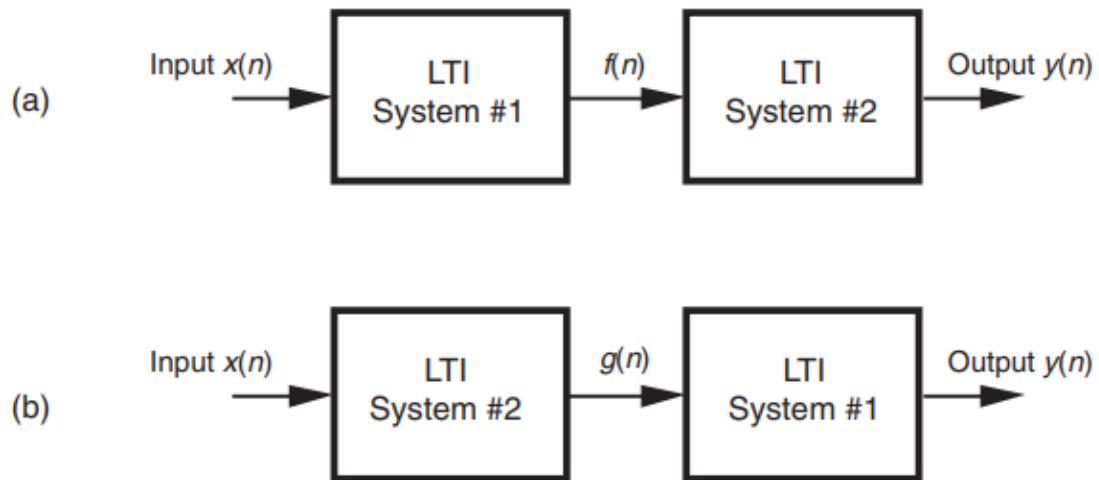 (a)
Input x(n)
LTI
System #1
f(n)
LTI
System #2
Output y(n)
(b)
Input x(n)
LTI
System #2
g(n)
LTI
System #1
Output y(n)